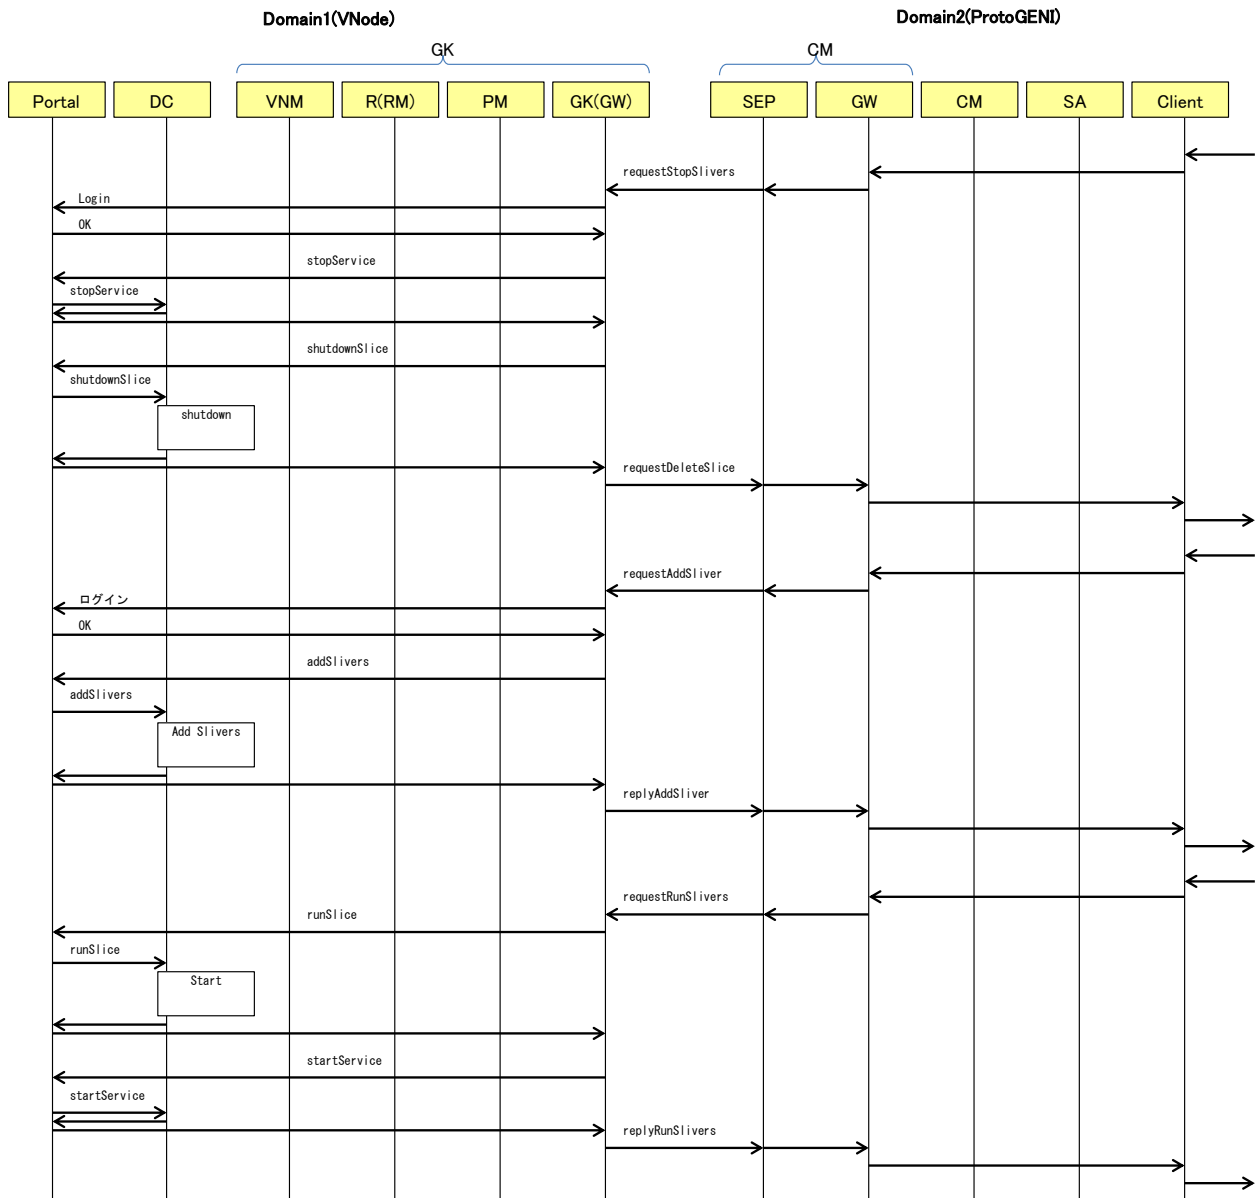 Domain1(VNode)
Domain2(ProtoGENI)
GK
CM
Portal
DC
VNM
R(RM)
PM
GK(GW)
SEP
GW
CM
SA
Client
requestStopSlivers
Login
OK
stopService
stopService
shutdownSlice
shutdownSlice
shutdown
requestDeleteSlice
requestAddSliver
ログイン
OK
addSlivers
addSlivers
Add Slivers
replyAddSliver
requestRunSlivers
runSlice
runSlice
Start
startService
startService
replyRunSlivers